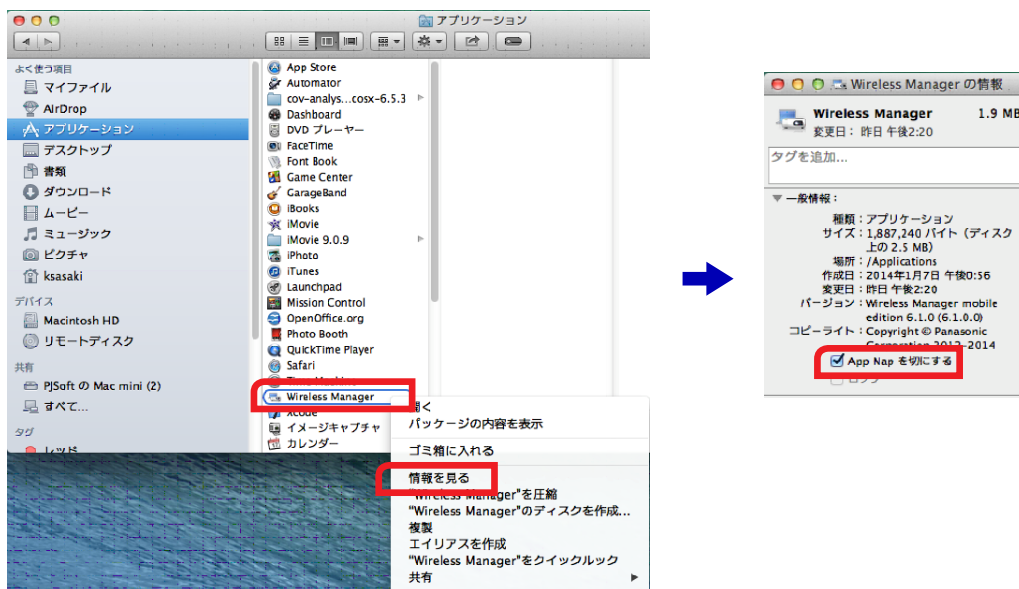 アプリケーション
よく使う項目
マイファイル
AirDrop
アプリケーション
デスクトップ
書類
ダウンロード
ムービー
ミュージック
ピクチャ
ksasaki
デバイス
Macintosh HD
リモートディスク
共有
PJSoft の Mac mini (2)
すべて...
タグ
レッド
App Store
Automator
cov-analys...cosx-6.5.3
Dashboard
DVD プレーヤー
FaceTime
Font Book
Game Center
GarageBand
iBooks
iMovie
iMovie 9.0.9
iPhoto
iTunes
Launchpad
Mission Control
OpenOffice.org
Photo Booth
QuickTime Player
Safari
Time Machine
Wireless Manager
Xcode
イメージキャプチャ
カレンダー
開く
パッケージの内容を表示
ゴミ箱に入れる
情報を見る
"Wireless Manager"を圧縮
"Wireless Manager"のディスクを作成...
複製
エイリアスを作成
"Wireless Manager"をクイックルック
共有
Wireless Manager の情報
Wireless Manager 1.9 MB
変更日： 昨日 午後2:20
タグを追加...
一般情報：
種類：アプリケーション
サイズ：1,887,240 バイト（ディスク
上の 2.5 MB）
場所：/Applications
作成日：2014年1月7日 午後0:56
変更日：昨日 午後2:20
バージョン：Wireless Manager mobile
edition 6.1.0 (6.1.0.0)
コピーライト：Copyright © Panasonic
Corporation 2012-2014
App Nap を切にする
ロック